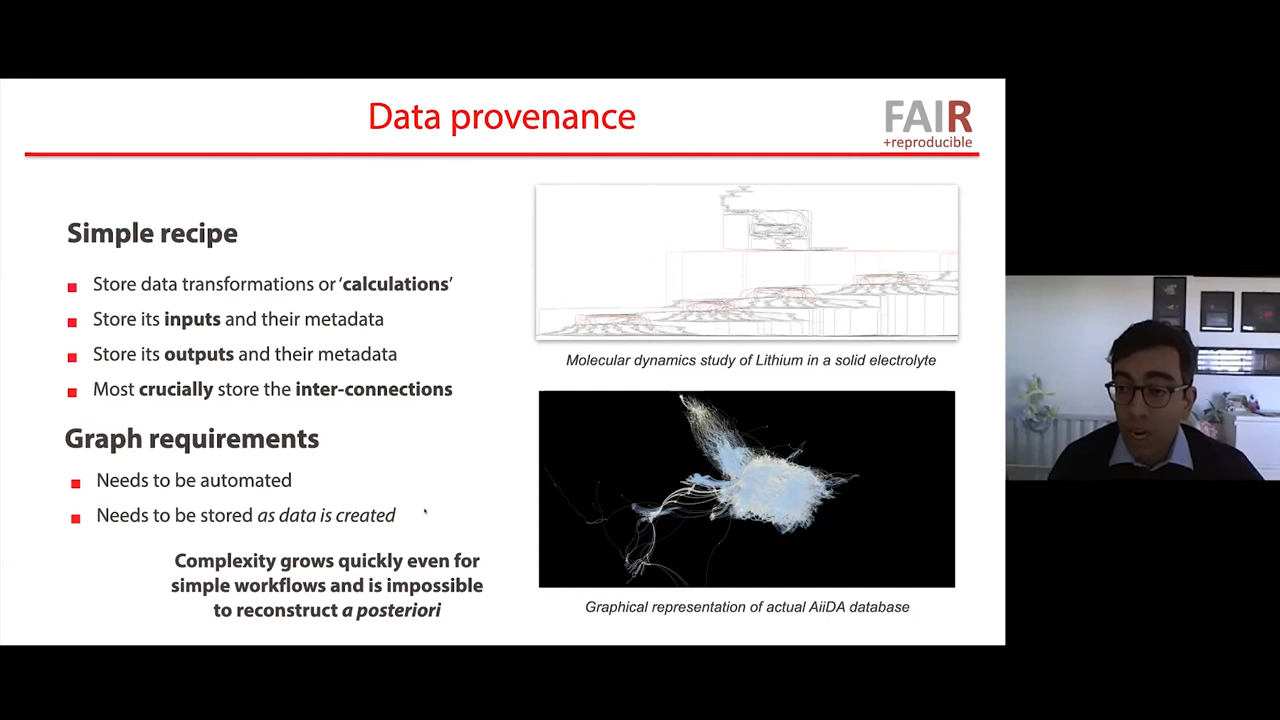 Data provenance
FAIR
+reproducible
Simple recipe
Store data transformations or ‘calculations’
Store its inputs and their metadata
Store its outputs and their metadata
Most crucially store the inter-connections
Graph requirements
Needs to be automated
Needs to be stored as data is created
Complexity grows quickly even for
simple workflows and is impossible
to reconstruct a posteriori
Molecular dynamics study of Lithium in a solid electrolyte
Graphical representation of actual AiiDA database